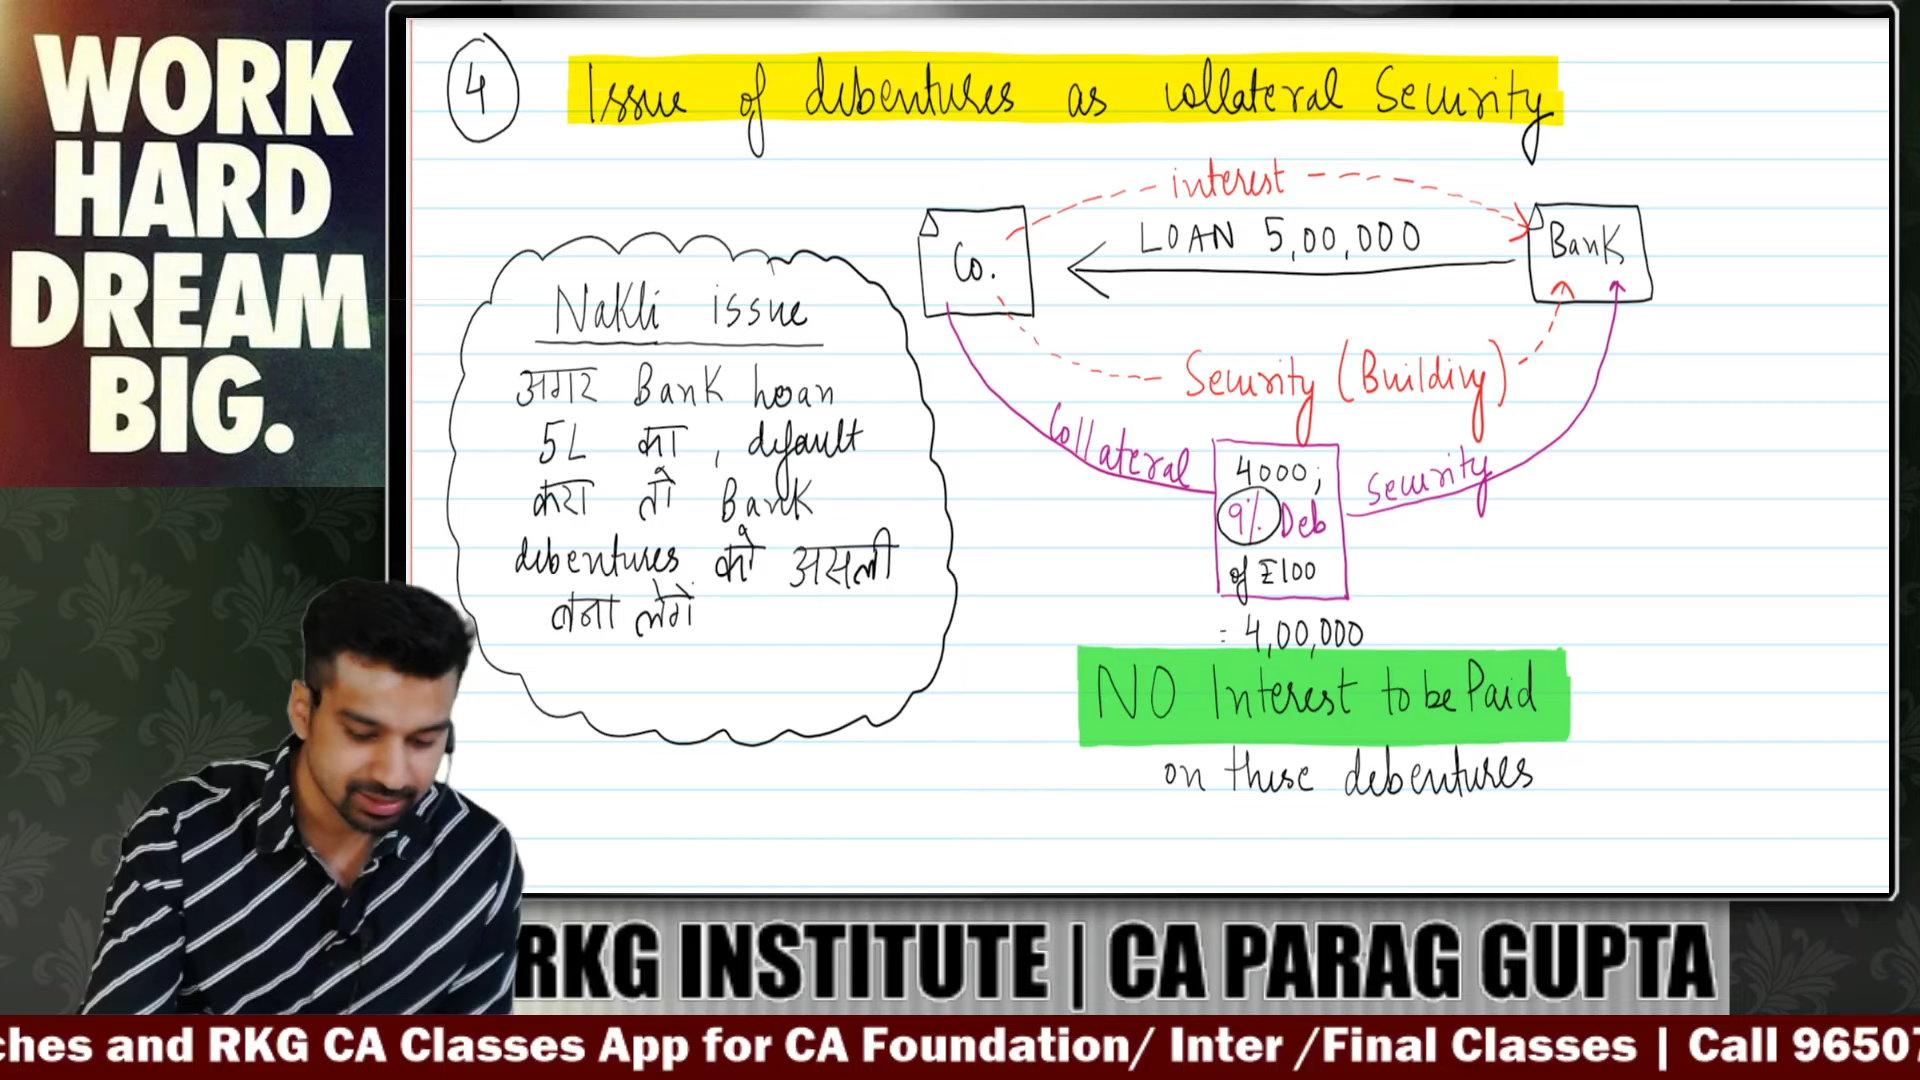 WORK
HARD
DREAM
BIG.
4
Issue of debentures as collateral Security
interest
LOAN 5,00,000
Co.
Bank
Security (Building)
Collateral
security
4000;
9% Deb
of ₹100
= 4,00,000
NO Interest to be Paid
on these debentures
Nakli issue
अगर Bank loan
5L का, default
करा तो Bank
debentures को असली
बना लेंगे
RKG INSTITUTE | CA PARAG GUPTA
ches and RKG CA Classes App for CA Foundation/ Inter /Final Classes | Call 96507